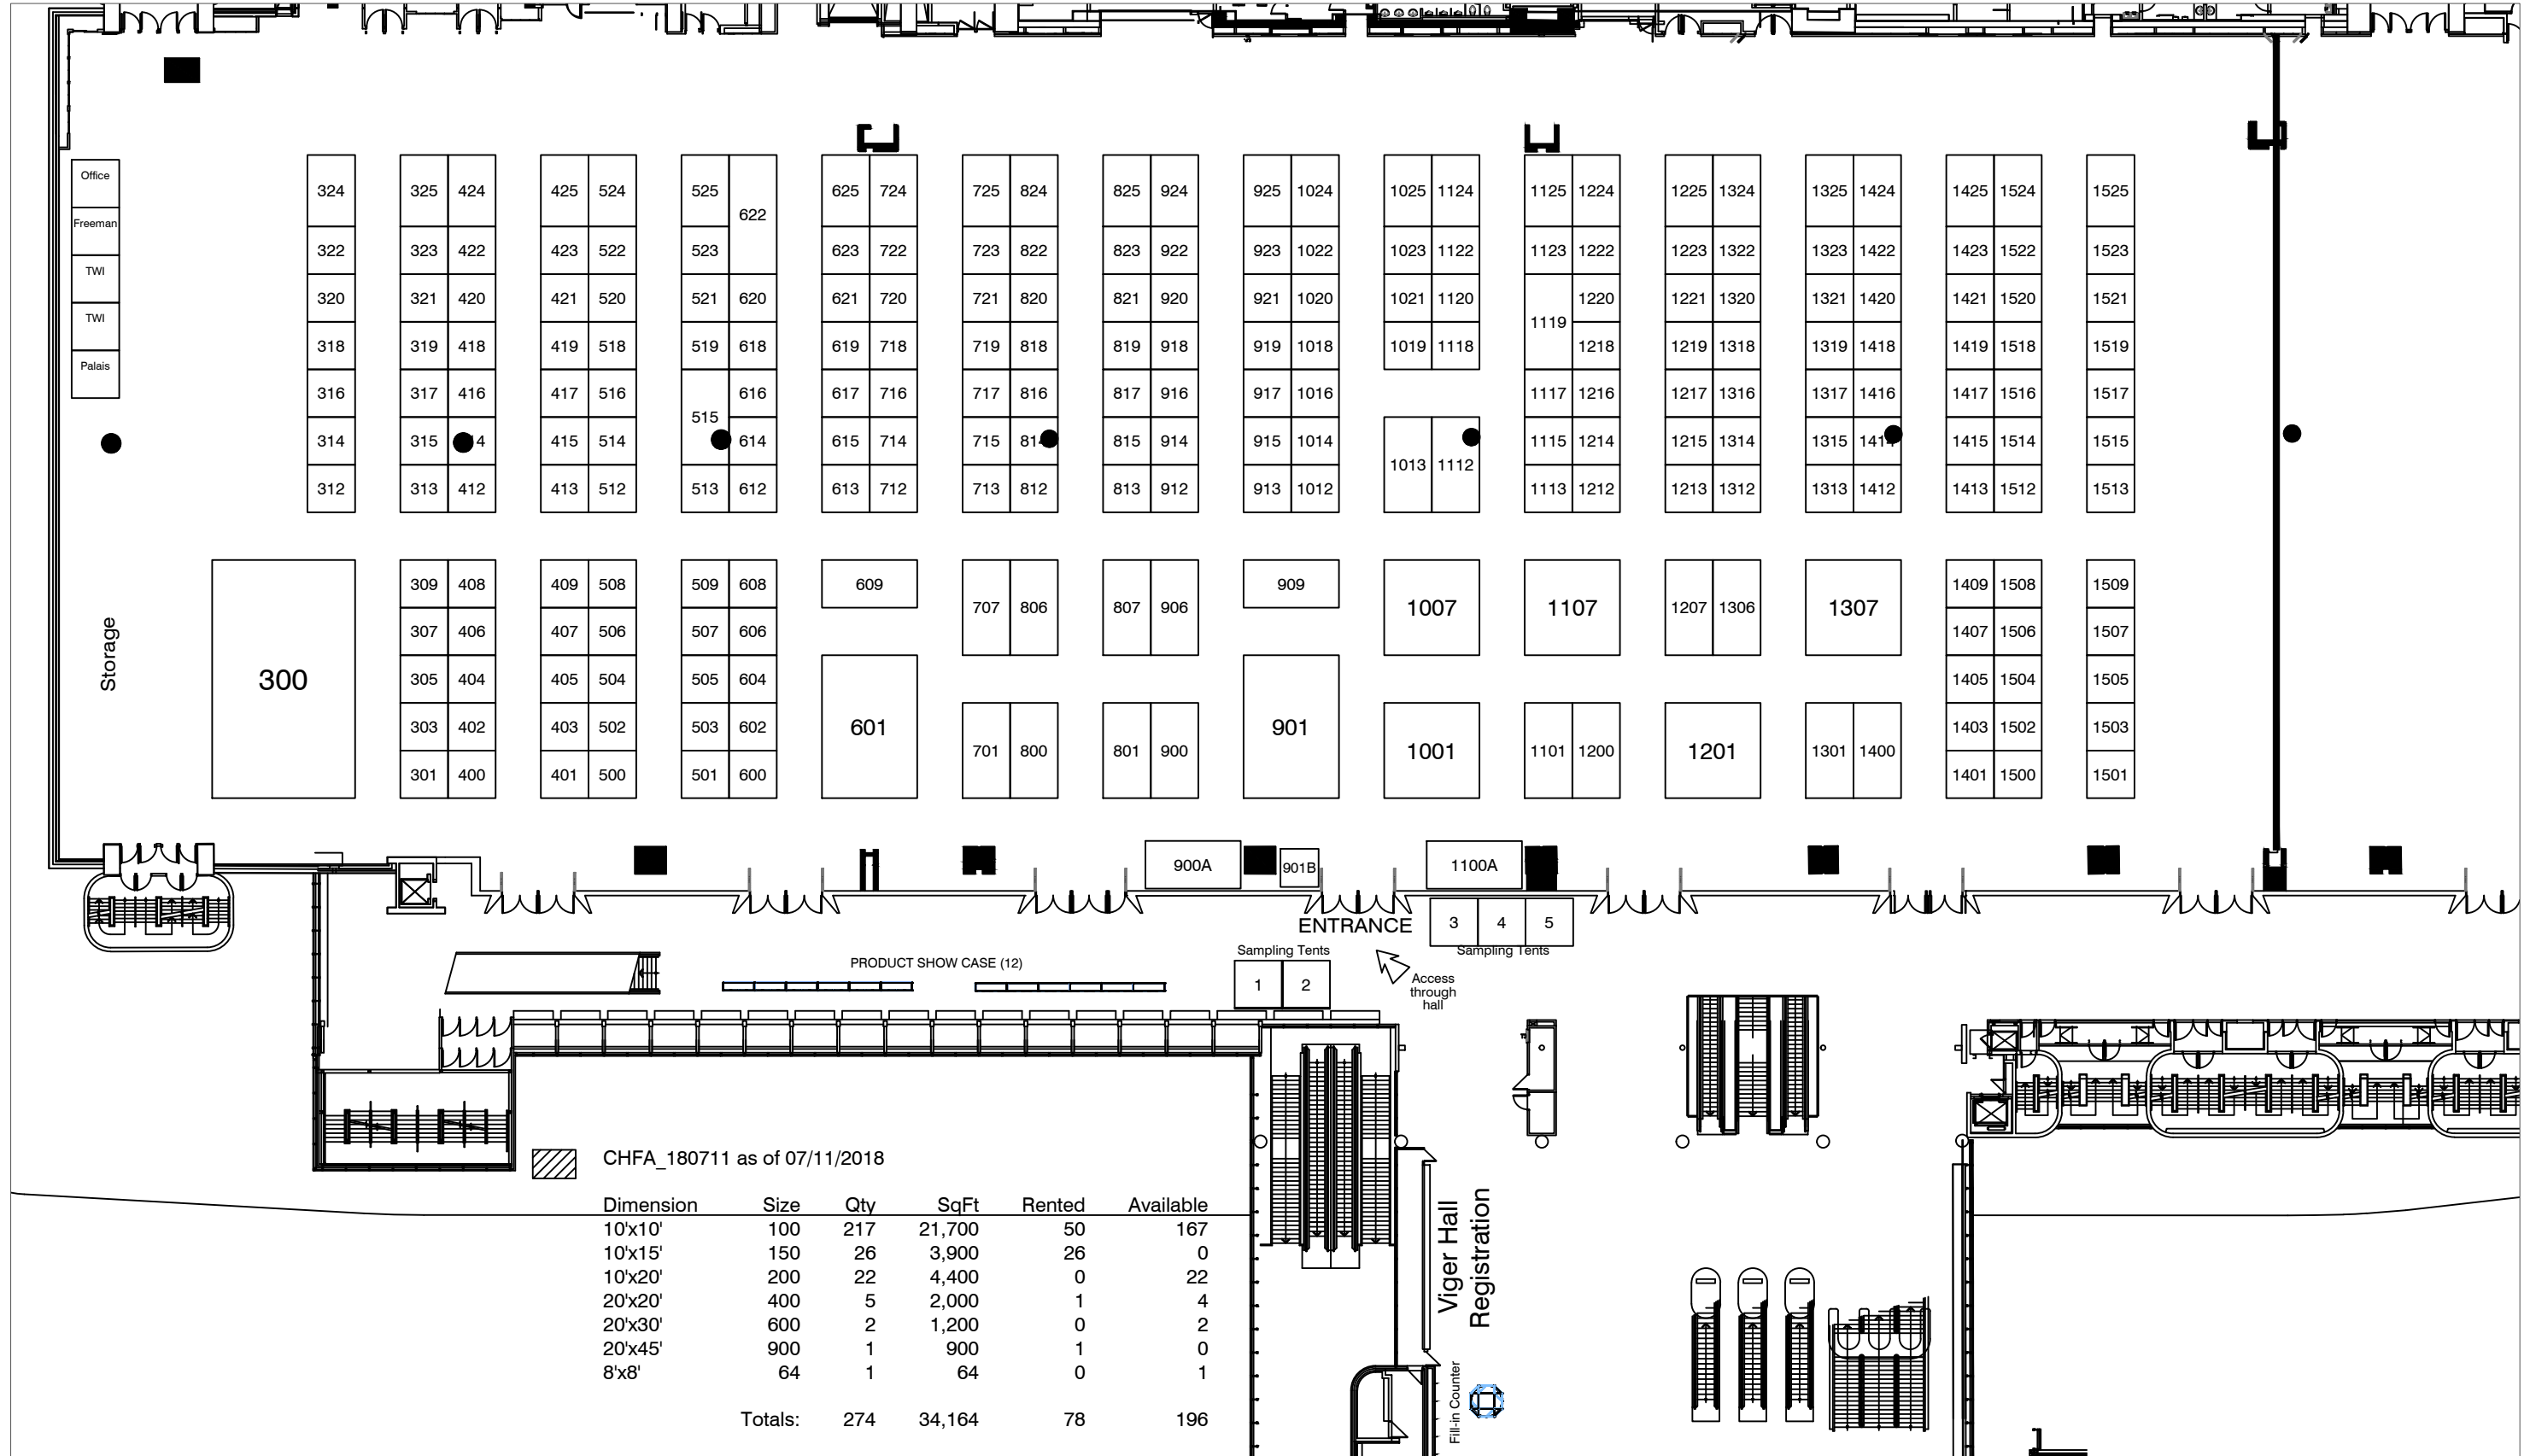 Office
Freeman
TWI
TWI
Palais
324 325 424 425 524 525 622 625 724 725 824 825 924 925 1024 1025 1124 1125 1224 1225 1324 1325 1424 1425 1524 1525
322 323 422 423 522 523 623 722 723 822 823 922 923 1022 1023 1122 1123 1222 1223 1322 1323 1422 1423 1522 1523
320 321 420 421 520 521 620 621 720 721 820 821 920 921 1020 1021 1120 1119 1220 1221 1320 1321 1420 1421 1520 1521
318 319 418 419 518 519 618 619 718 719 818 819 918 919 1018 1019 1118 1218 1219 1318 1319 1418 1419 1518 1519
316 317 416 417 516 515 616 617 716 717 816 817 916 917 1016 1117 1216 1217 1316 1317 1416 1417 1516 1517
314 315 415 514 614 615 714 715 814 815 914 915 1014 1013 1112 1115 1214 1215 1314 1315 1414 1415 1514 1515
312 313 412 413 512 513 612 613 712 713 812 813 912 913 1012 1113 1212 1213 1312 1313 1412 1413 1512 1513
309 408 409 508 509 608 609 707 806 807 906 909 1007 1107 1207 1306 1307 1409 1508 1509
307 406 407 506 507 606 1407 1506 1507
Storage
300 305 404 405 504 505 604 1405 1504 1505
303 402 403 502 503 602 601 701 800 801 900 901 1001 1101 1200 1201 1301 1400 1403 1502 1503
301 400 401 500 501 600 1401 1500 1501
900A 901B 1100A
ENTRANCE
3 4 5
Sampling Tents
Sampling Tents
1 2
PRODUCT SHOW CASE (12)
Access
through
hall
CHFA_180711 as of 07/11/2018
Dimension Size Qty SqFt Rented Available
10'x10' 100 217 21,700 50 167
10'x15' 150 26 3,900 26 0
10'x20' 200 22 4,400 0 22
20'x20' 400 5 2,000 1 4
20'x30' 600 2 1,200 0 2
20'x45' 900 1 900 1 0
8'x8' 64 1 64 0 1
Totals: 274 34,164 78 196
Viger Hall
Registration
Fill-in Counter